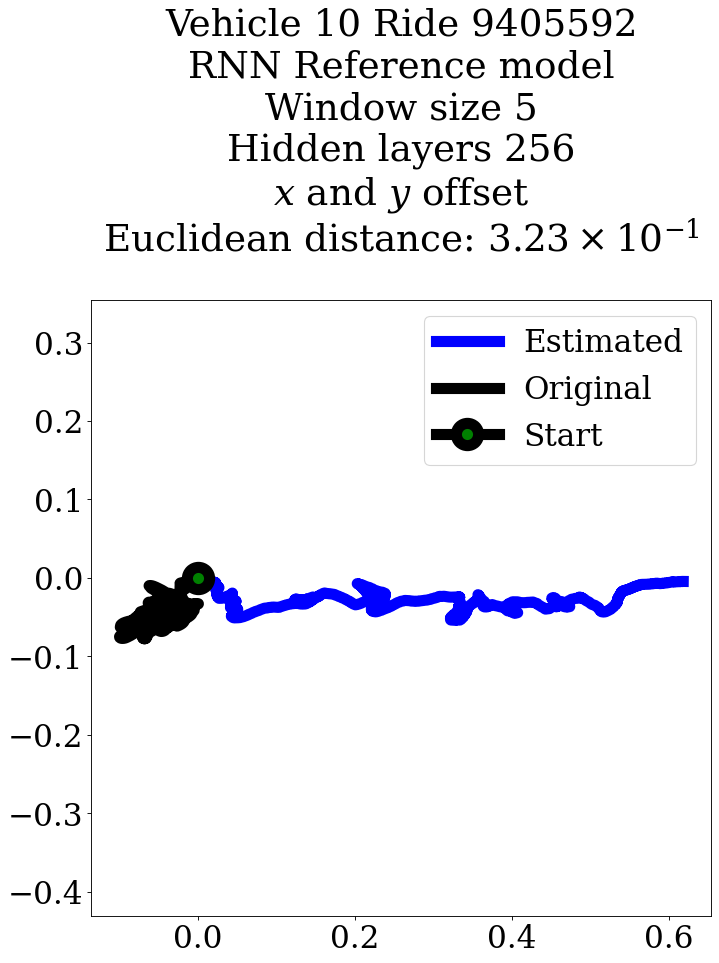 Vehicle 10 Ride 9405592
RNN Reference model
Window size 5
Hidden layers 256
x and y offset
Euclidean distance: 3.23 × 10⁻¹
Estimated
Original
Start
0.3
0.2
0.1
0.0
−0.1
−0.2
−0.3
−0.4
0.0 0.2 0.4 0.6